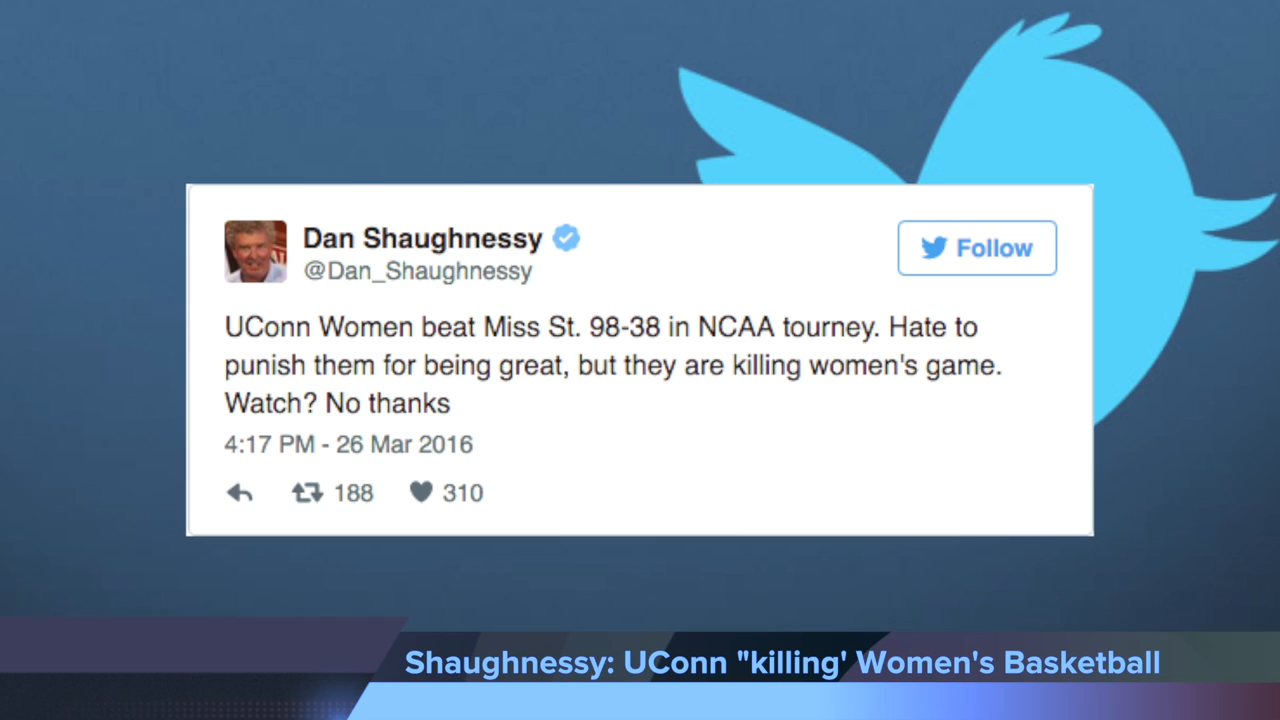 Dan Shaughnessy
@Dan_Shaughnessy
Follow
UConn Women beat Miss St. 98-38 in NCAA tourney. Hate to
punish them for being great, but they are killing women's game.
Watch? No thanks
4:17 PM - 26 Mar 2016
188 310
Shaughnessy: UConn "killing' Women's Basketball